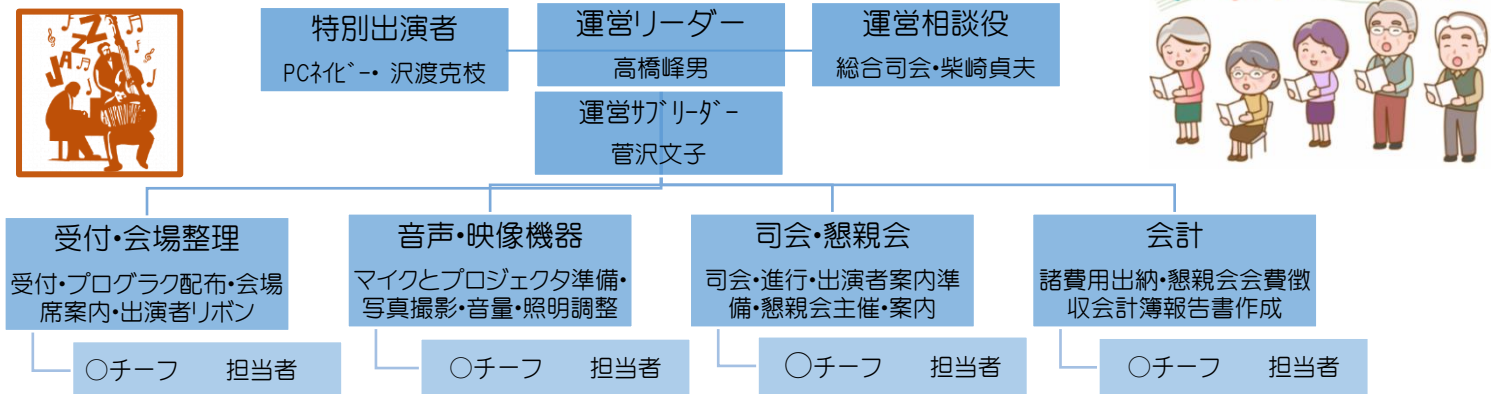 JAZZ
特別出演者
PCﾈｲﾋﾞｰ・沢渡克枝
運営リーダー
高橋峰男
運営相談役
総合司会・柴崎貞夫
運営ｻﾌﾞﾘｰﾀﾞｰ
菅沢文子
受付・会場整理
受付・プログラク配布・会場
席案内・出演者リボン
音声・映像機器
マイクとプロジェクタ準備・
写真撮影・音量・照明調整
司会・懇親会
司会・進行・出演者案内準
備・懇親会主催・案内
会計
諸費用出納・懇親会会費徴
収会計簿報告書作成
○チーフ 担当者
○チーフ 担当者
○チーフ 担当者
○チーフ 担当者